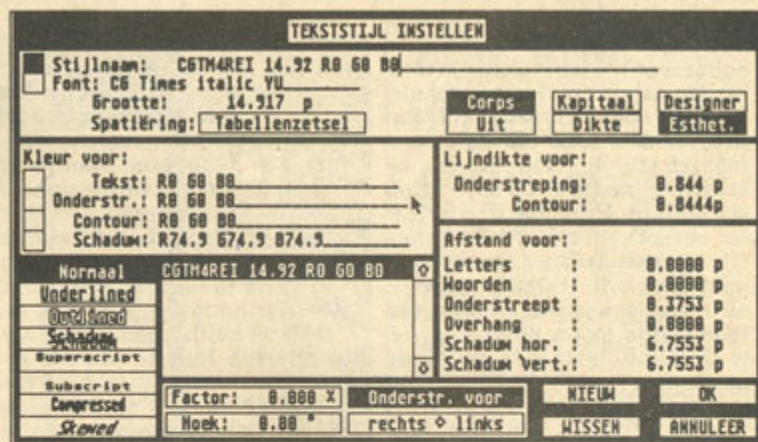 TEKSTSTIJL INSTELLEN
Stijlnaam: CGTM4REI 14.92 R0 G0 B0
Font: CG Times italic YU
Grootte: 14.917 p
Spatiëring: Tabellenzetsel
Corps Kapitaal Designer
Uit Dikte Esthet.
Kleur voor:
Tekst: R0 G0 B0
Onderstr.: R0 G0 B0
Contour: R0 G0 B0
Schaduw: R74.9 G74.9 B74.9
Lijndikte voor:
Onderstreping: 0.844 p
Contour: 0.8444p
Afstand voor:
Letters : 0.0000 p
Woorden : 0.0000 p
Onderstreept : 0.3753 p
Overhang : 0.0000 p
Schaduw hor. : 6.7553 p
Schaduw vert.: 6.7553 p
Normaal
Underlined
Outlined
Schaduw
Superscript
Subscript
Compressed
Skewed
CGTM4REI 14.92 R0 G0 B0
Factor: 0.000 %
Hoek: 0.00 °
Onderstr. voor
rechts ◊ links
NIEUW OK
WISSEN ANNULEER